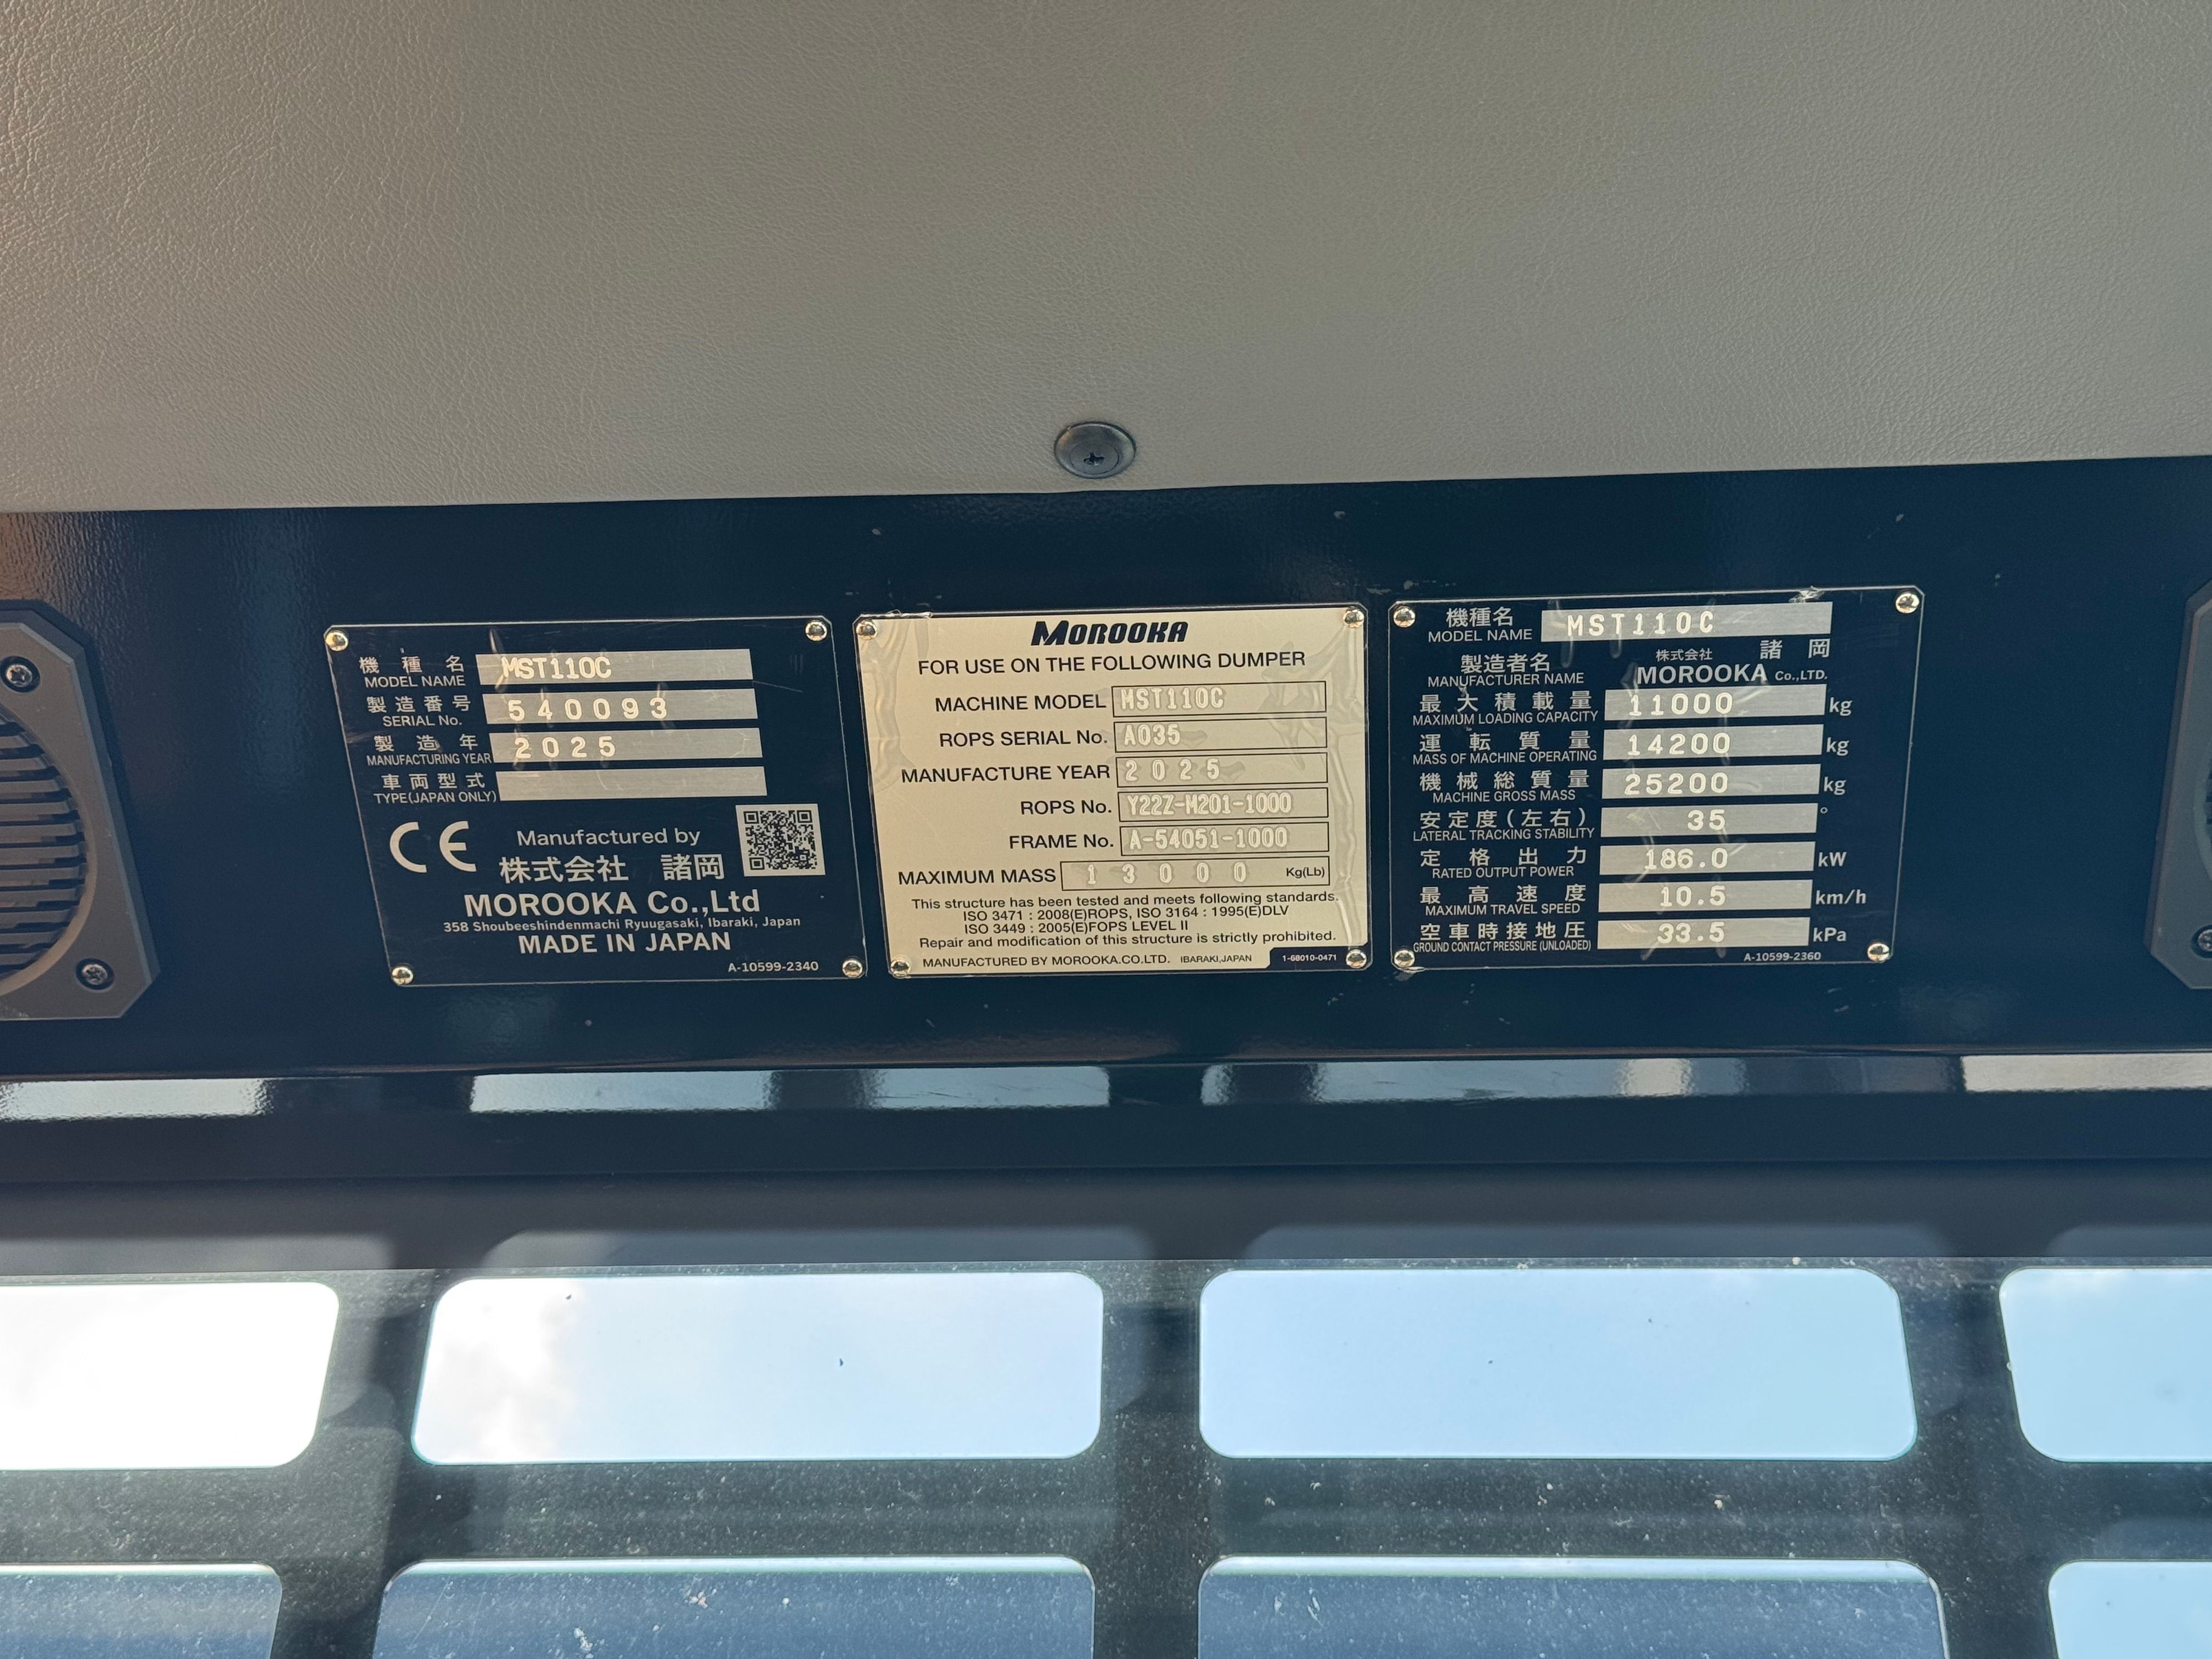 機種名 MST110C
MODEL NAME
製造番号 540093
SERIAL No.
製造年 2025
MANUFACTURING YEAR
車両型式
TYPE(JAPAN ONLY)
CE Manufactured by
株式会社 諸岡
MOROOKA Co.,Ltd
358 Shoubeeshindenmachi Ryuugasaki, Ibaraki, Japan
MADE IN JAPAN
A-10599-2340
MOROOKA
FOR USE ON THE FOLLOWING DUMPER
MACHINE MODEL MST110C
ROPS SERIAL No. A035
MANUFACTURE YEAR 2025
ROPS No. Y22Z-M201-1000
FRAME No. A-54051-1000
MAXIMUM MASS 13000 Kg(Lb)
This structure has been tested and meets following standards.
ISO 3471 : 2008(E)ROPS, ISO 3164 : 1995(E)DLV
ISO 3449 : 2005(E)FOPS LEVEL II
Repair and modification of this structure is strictly prohibited.
MANUFACTURED BY MOROOKA.CO.LTD. IBARAKI,JAPAN 1-68010-0471
機種名 MST110C
MODEL NAME
製造者名 株式会社 諸岡
MANUFACTURER NAME MOROOKA Co.,LTD.
最大積載量 11000 kg
MAXIMUM LOADING CAPACITY
運転質量 14200 kg
MASS OF MACHINE OPERATING
機械総質量 25200 kg
MACHINE GROSS MASS
安定度(左右) 35 °
LATERAL TRACKING STABILITY
定格出力 186.0 kW
RATED OUTPUT POWER
最高速度 10.5 km/h
MAXIMUM TRAVEL SPEED
空車時接地圧 33.5 kPa
GROUND CONTACT PRESSURE (UNLOADED)
A-10599-2360